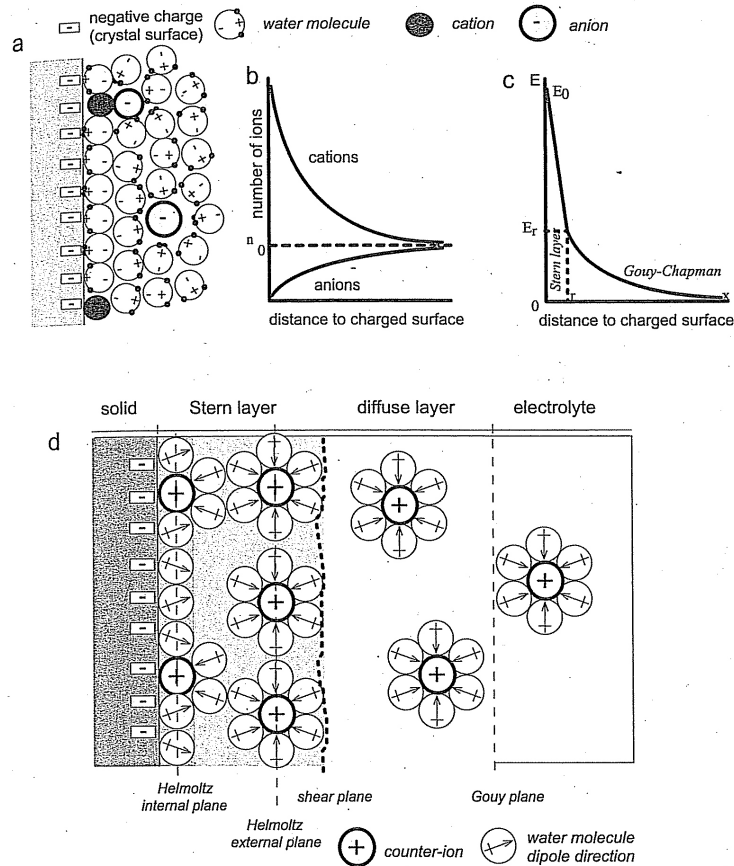 negative charge
(crystal surface)
water molecule
cation
anion
a
b
number of ions
cations
n
0
anions
distance to charged surface
c
E
E0
Er
Stern layer
Gouy-Chapman
0
r
x
distance to charged surface
solid
Stern layer
diffuse layer
electrolyte
d
Helmoltz
internal plane
shear plane
Gouy plane
Helmoltz
external plane
counter-ion
water molecule
dipole direction